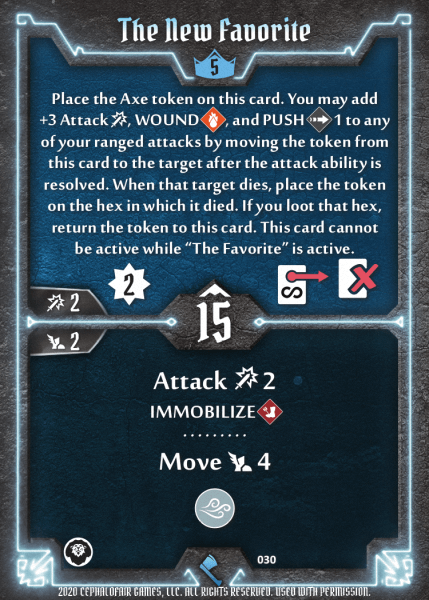 The New Favorite
5
Place the Axe token on this card. You may add
+3 Attack, WOUND, and PUSH 1 to any
of your ranged attacks by moving the token from
this card to the target after the attack ability is
resolved. When that target dies, place the token
on the hex in which it died. If you loot that hex,
return the token to this card. This card cannot
be active while “The Favorite” is active.
2
S
2
15
2
Attack 2
IMMOBILIZE
Move 4
030
2020 CEPHALOFAIR GAMES, LLC. ALL RIGHTS RESERVED. USED WITH PERMISSION.